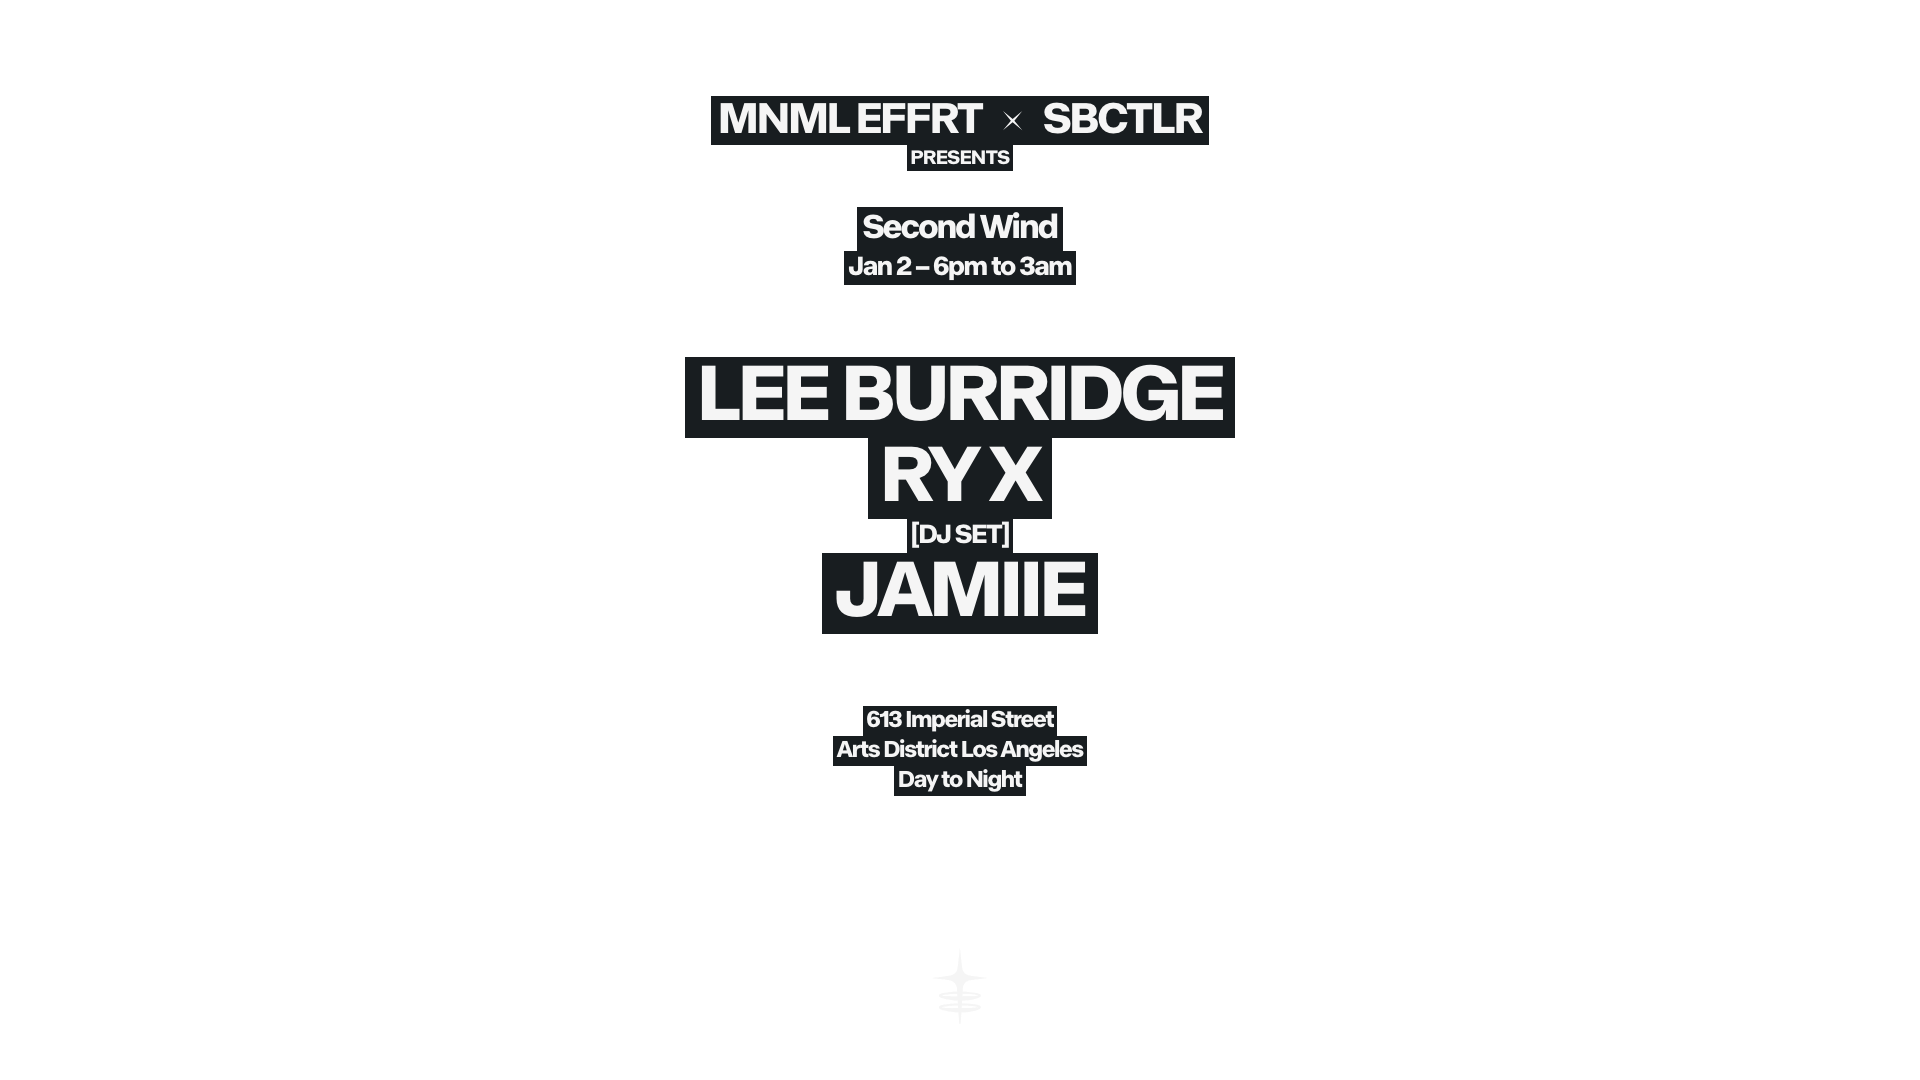 MNML EFFRT × SBCTLR
PRESENTS
Second Wind
Jan 2 – 6pm to 3am
LEE BURRIDGE
RY X
[DJ SET]
JAMIIE
613 Imperial Street
Arts District Los Angeles
Day to Night